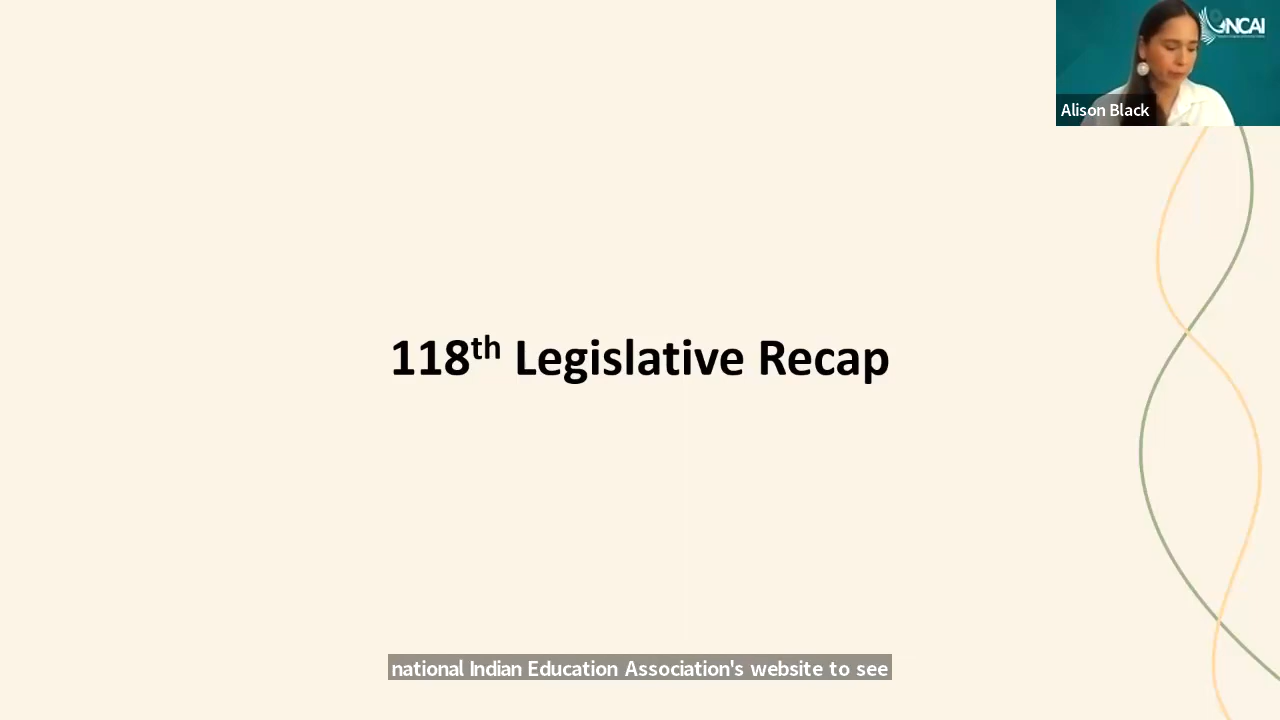 NCAI
Alison Black
118th Legislative Recap
national Indian Education Association's website to see